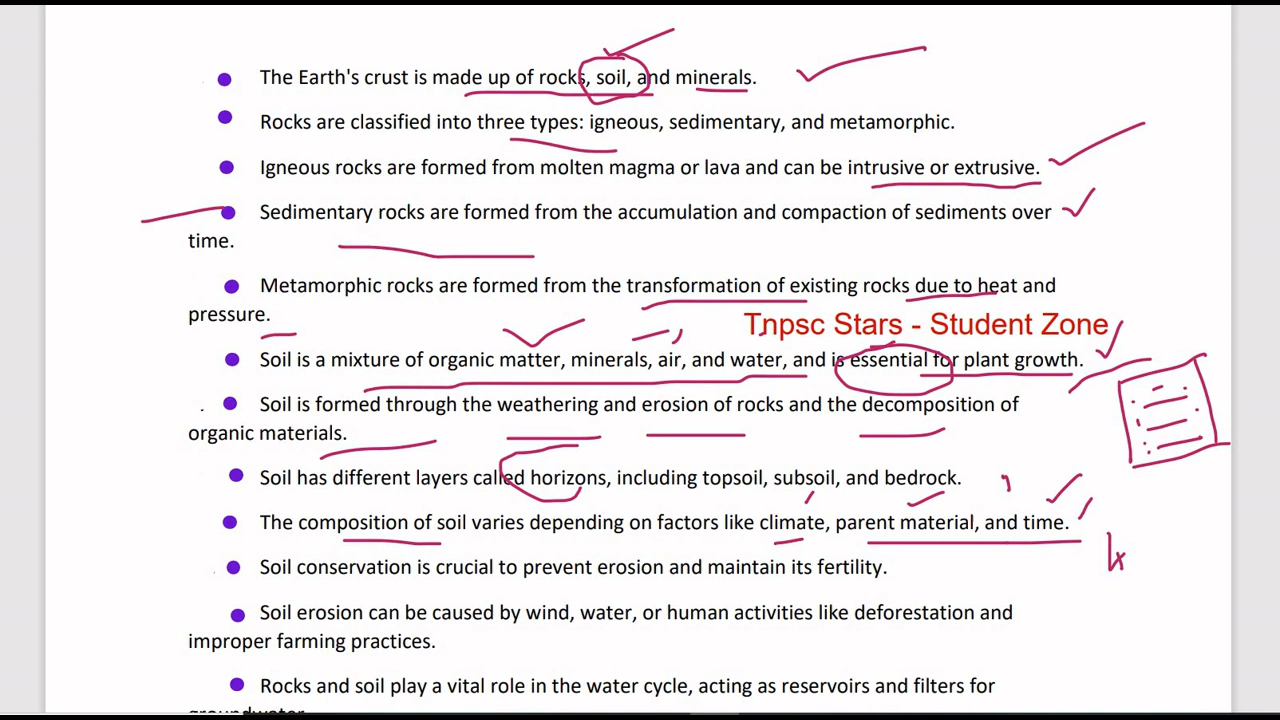 The Earth's crust is made up of rocks, soil, and minerals.
Rocks are classified into three types: igneous, sedimentary, and metamorphic.
Igneous rocks are formed from molten magma or lava and can be intrusive or extrusive.
Sedimentary rocks are formed from the accumulation and compaction of sediments over
time.
Metamorphic rocks are formed from the transformation of existing rocks due to heat and
pressure.
Tnpsc Stars - Student Zone
Soil is a mixture of organic matter, minerals, air, and water, and is essential for plant growth.
Soil is formed through the weathering and erosion of rocks and the decomposition of
organic materials.
Soil has different layers called horizons, including topsoil, subsoil, and bedrock.
The composition of soil varies depending on factors like climate, parent material, and time.
Soil conservation is crucial to prevent erosion and maintain its fertility.
Soil erosion can be caused by wind, water, or human activities like deforestation and
improper farming practices.
Rocks and soil play a vital role in the water cycle, acting as reservoirs and filters for